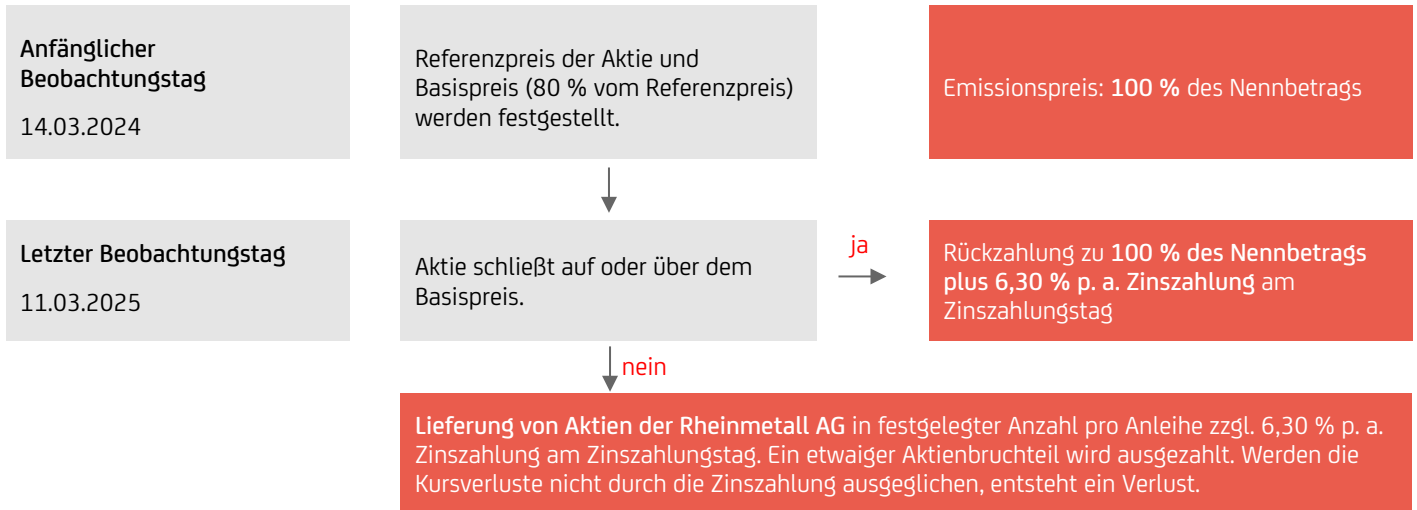 Anfänglicher
Beobachtungstag
14.03.2024
Referenzpreis der Aktie und
Basispreis (80 % vom Referenzpreis)
werden festgestellt.
Emissionspreis: 100 % des Nennbetrags
Letzter Beobachtungstag
11.03.2025
Aktie schließt auf oder über dem
Basispreis.
ja
Rückzahlung zu 100 % des Nennbetrags
plus 6,30 % p. a. Zinszahlung am
Zinszahlungstag
nein
Lieferung von Aktien der Rheinmetall AG in festgelegter Anzahl pro Anleihe zzgl. 6,30 % p. a.
Zinszahlung am Zinszahlungstag. Ein etwaiger Aktienbruchteil wird ausgezahlt. Werden die
Kursverluste nicht durch die Zinszahlung ausgeglichen, entsteht ein Verlust.